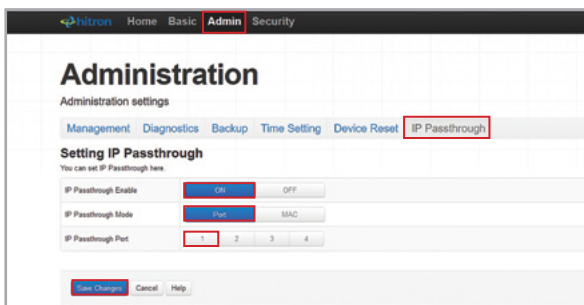 hitron Home Basic Admin Security
Administration
Administration settings
Management Diagnostics Backup Time Setting Device Reset IP Passthrough
Setting IP Passthrough
You can set IP Passthrough here.
IP Passthrough Enable ON OFF
IP Passthrough Mode Port MAC
IP Passthrough Port 1 2 3 4
Save Changes Cancel Help